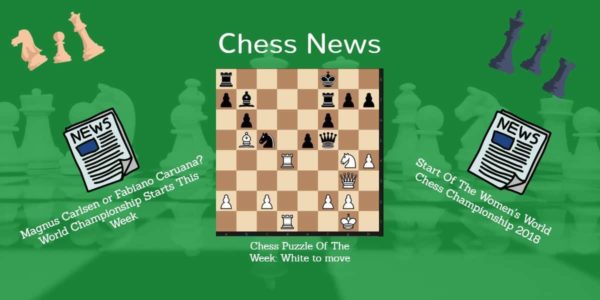 Chess News
NEWS
Magnus Carlsen or Fabiano Caruana?
World Championship Starts This
Week
Chess Puzzle Of The
Week: White to move
NEWS
Start Of The Women's World
Chess Championship 2018